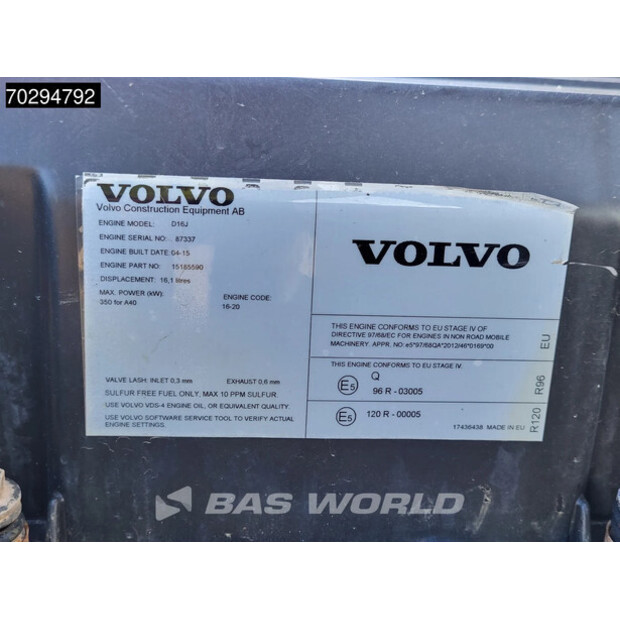 70294792
VOLVO
Volvo Construction Equipment AB
ENGINE MODEL: D16J
ENGINE SERIAL NO: 87337
ENGINE BUILT DATE: 04-15
ENGINE PART NO: 15165590
DISPLACEMENT: 16,1 litres
MAX. POWER (kW): ENGINE CODE:
350 for A40 16-20
VALVE LASH: INLET 0,3 mm EXHAUST 0,6 mm
SULFUR FREE FUEL ONLY, MAX 10 PPM SULFUR.
USE VOLVO VDS-4 ENGINE OIL, OR EQUIVALENT QUALITY.
USE VOLVO SOFTWARE SERVICE TOOL TO VERIFY ACTUAL
ENGINE SETTINGS.
VOLVO
THIS ENGINE CONFORMS TO EU STAGE IV OF
DIRECTIVE 97/68/EC FOR ENGINES IN NON ROAD MOBILE
MACHINERY. APPR. NO: e5*97/68QA*2012/46*0169*00
EU
THIS ENGINE CONFORMS TO EU STAGE IV.
Q
E5 96 R - 03005
R96
E5 120 R - 00005
17436438 MADE IN EU
R120
BAS WORLD